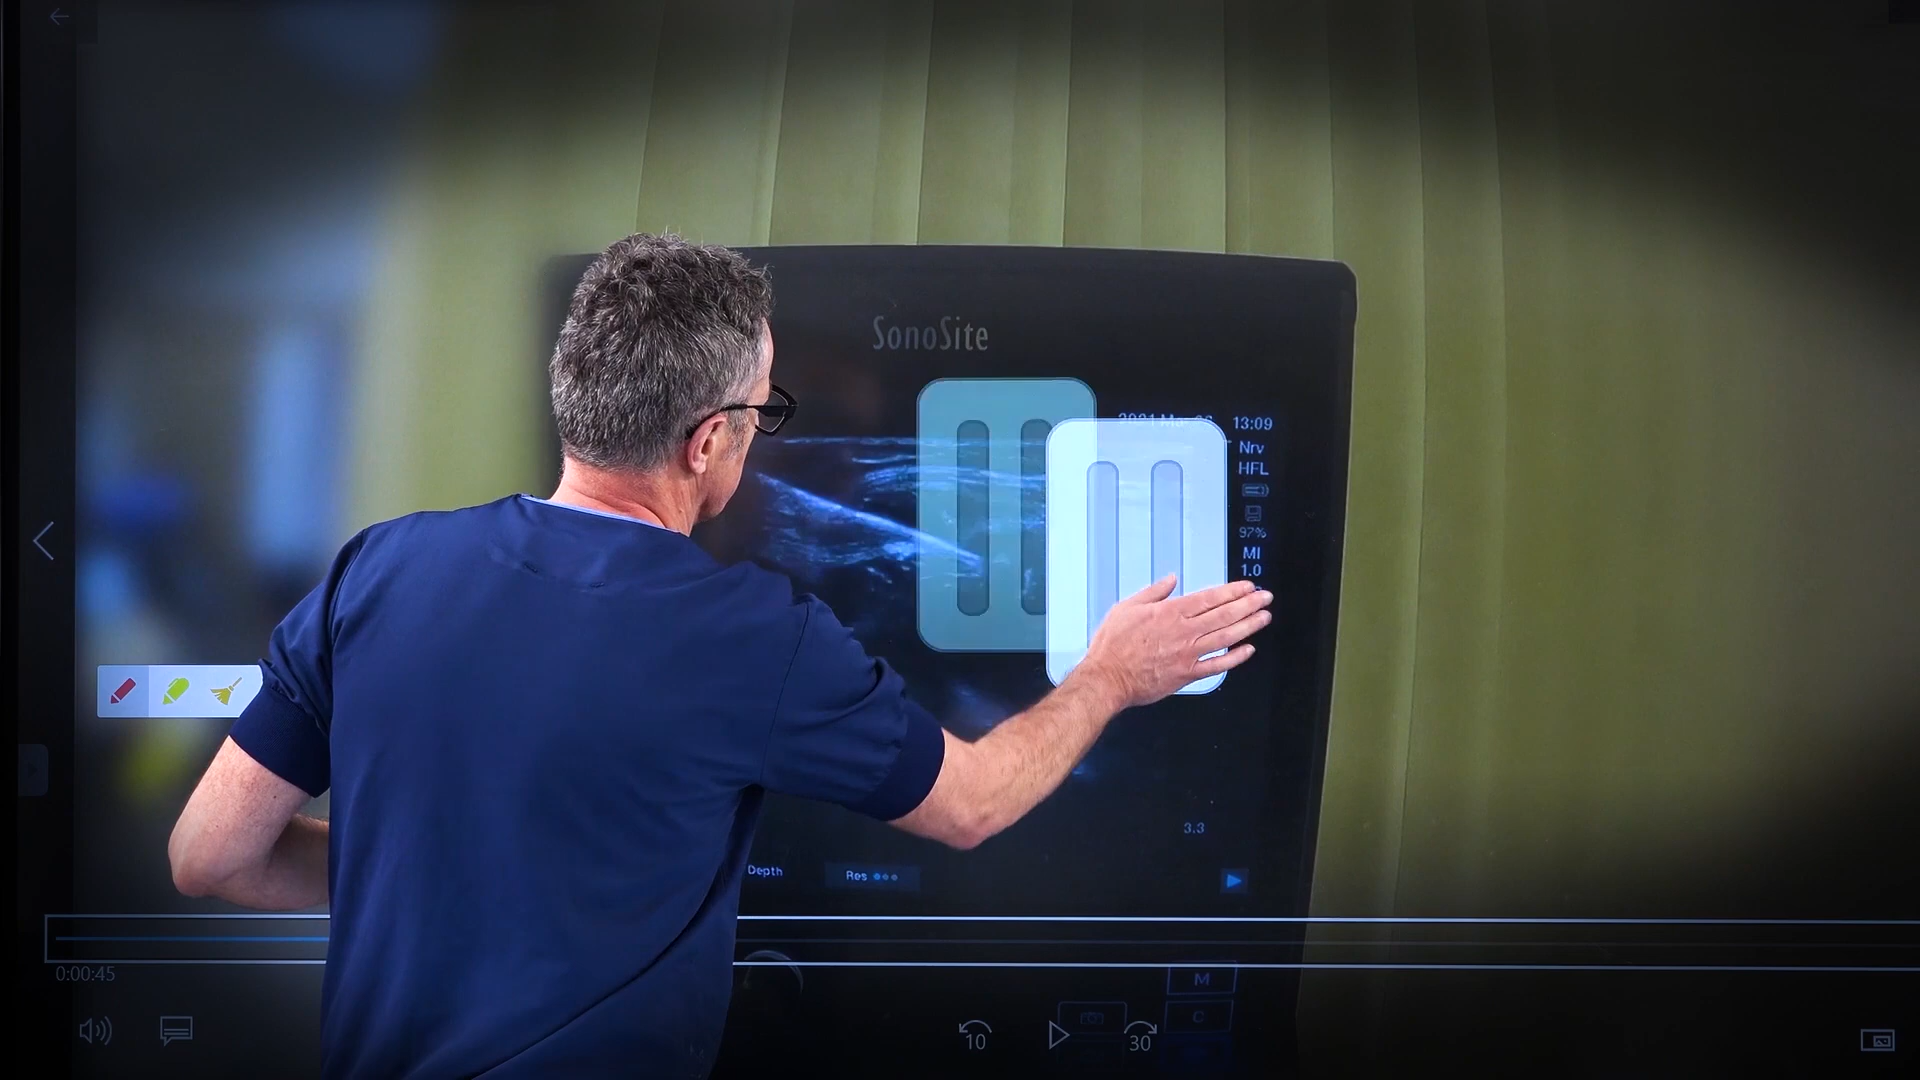 SonoSite
13:09
Nrv
HFL
97%
MI
1.0
3.3
Depth
Res
0:00:45
M
C
10
30